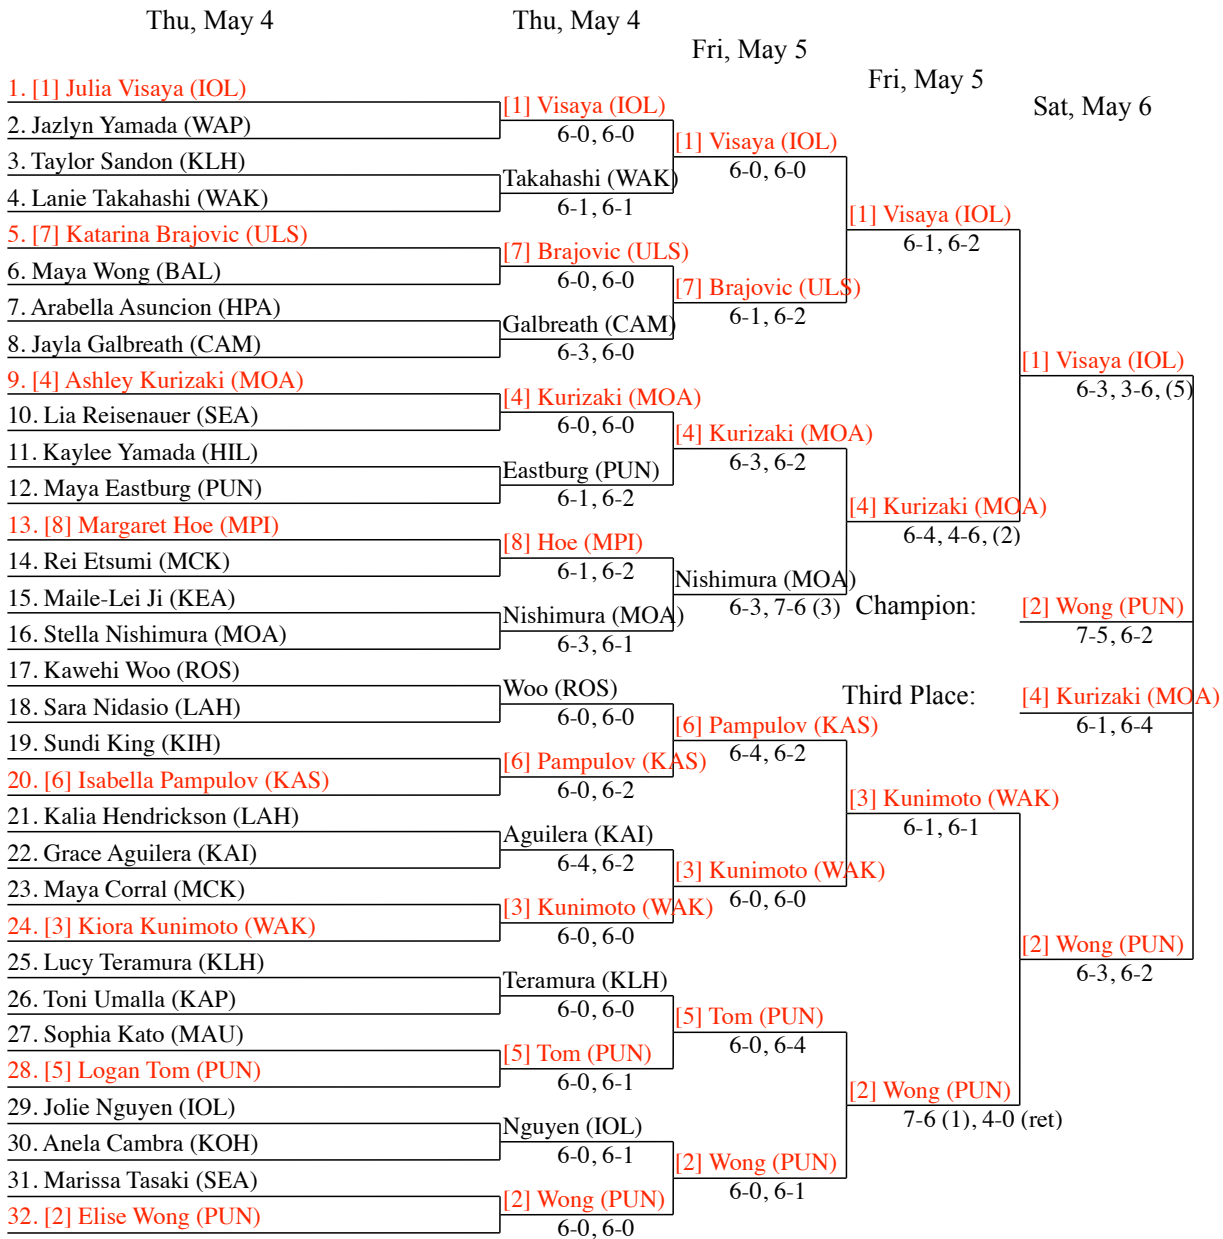 Thu, May 4
Thu, May 4
Fri, May 5
Fri, May 5
Sat, May 6
1. [1] Julia Visaya (IOL)
2. Jazlyn Yamada (WAP)
3. Taylor Sandon (KLH)
4. Lanie Takahashi (WAK)
5. [7] Katarina Brajovic (ULS)
6. Maya Wong (BAL)
7. Arabella Asuncion (HPA)
8. Jayla Galbreath (CAM)
9. [4] Ashley Kurizaki (MOA)
10. Lia Reisenauer (SEA)
11. Kaylee Yamada (HIL)
12. Maya Eastburg (PUN)
13. [8] Margaret Hoe (MPI)
14. Rei Etsumi (MCK)
15. Maile-Lei Ji (KEA)
16. Stella Nishimura (MOA)
17. Kawehi Woo (ROS)
18. Sara Nidasio (LAH)
19. Sundi King (KIH)
20. [6] Isabella Pampulov (KAS)
21. Kalia Hendrickson (LAH)
22. Grace Aguilera (KAI)
23. Maya Corral (MCK)
24. [3] Kiora Kunimoto (WAK)
25. Lucy Teramura (KLH)
26. Toni Umalla (KAP)
27. Sophia Kato (MAU)
28. [5] Logan Tom (PUN)
29. Jolie Nguyen (IOL)
30. Anela Cambra (KOH)
31. Marissa Tasaki (SEA)
32. [2] Elise Wong (PUN)
[1] Visaya (IOL)
6-0, 6-0
Takahashi (WAK)
6-1, 6-1
[7] Brajovic (ULS)
6-0, 6-0
Galbreath (CAM)
6-3, 6-0
[4] Kurizaki (MOA)
6-0, 6-0
Eastburg (PUN)
6-1, 6-2
[8] Hoe (MPI)
6-1, 6-2
Nishimura (MOA)
6-3, 6-1
Woo (ROS)
6-0, 6-0
[6] Pampulov (KAS)
6-0, 6-2
Aguilera (KAI)
6-4, 6-2
[3] Kunimoto (WAK)
6-0, 6-0
Teramura (KLH)
6-0, 6-0
[5] Tom (PUN)
6-0, 6-1
Nguyen (IOL)
6-0, 6-1
[2] Wong (PUN)
6-0, 6-0
[1] Visaya (IOL)
6-0, 6-0
[7] Brajovic (ULS)
6-1, 6-2
[4] Kurizaki (MOA)
6-3, 6-2
Nishimura (MOA)
6-3, 7-6 (3)
[6] Pampulov (KAS)
6-4, 6-2
[3] Kunimoto (WAK)
6-0, 6-0
[5] Tom (PUN)
6-0, 6-4
[2] Wong (PUN)
6-0, 6-1
[1] Visaya (IOL)
6-1, 6-2
[4] Kurizaki (MOA)
6-4, 4-6, (2)
[3] Kunimoto (WAK)
6-1, 6-1
[2] Wong (PUN)
7-6 (1), 4-0 (ret)
[1] Visaya (IOL)
6-3, 3-6, (5)
[2] Wong (PUN)
6-3, 6-2
Champion:
[2] Wong (PUN)
7-5, 6-2
Third Place:
[4] Kurizaki (MOA)
6-1, 6-4